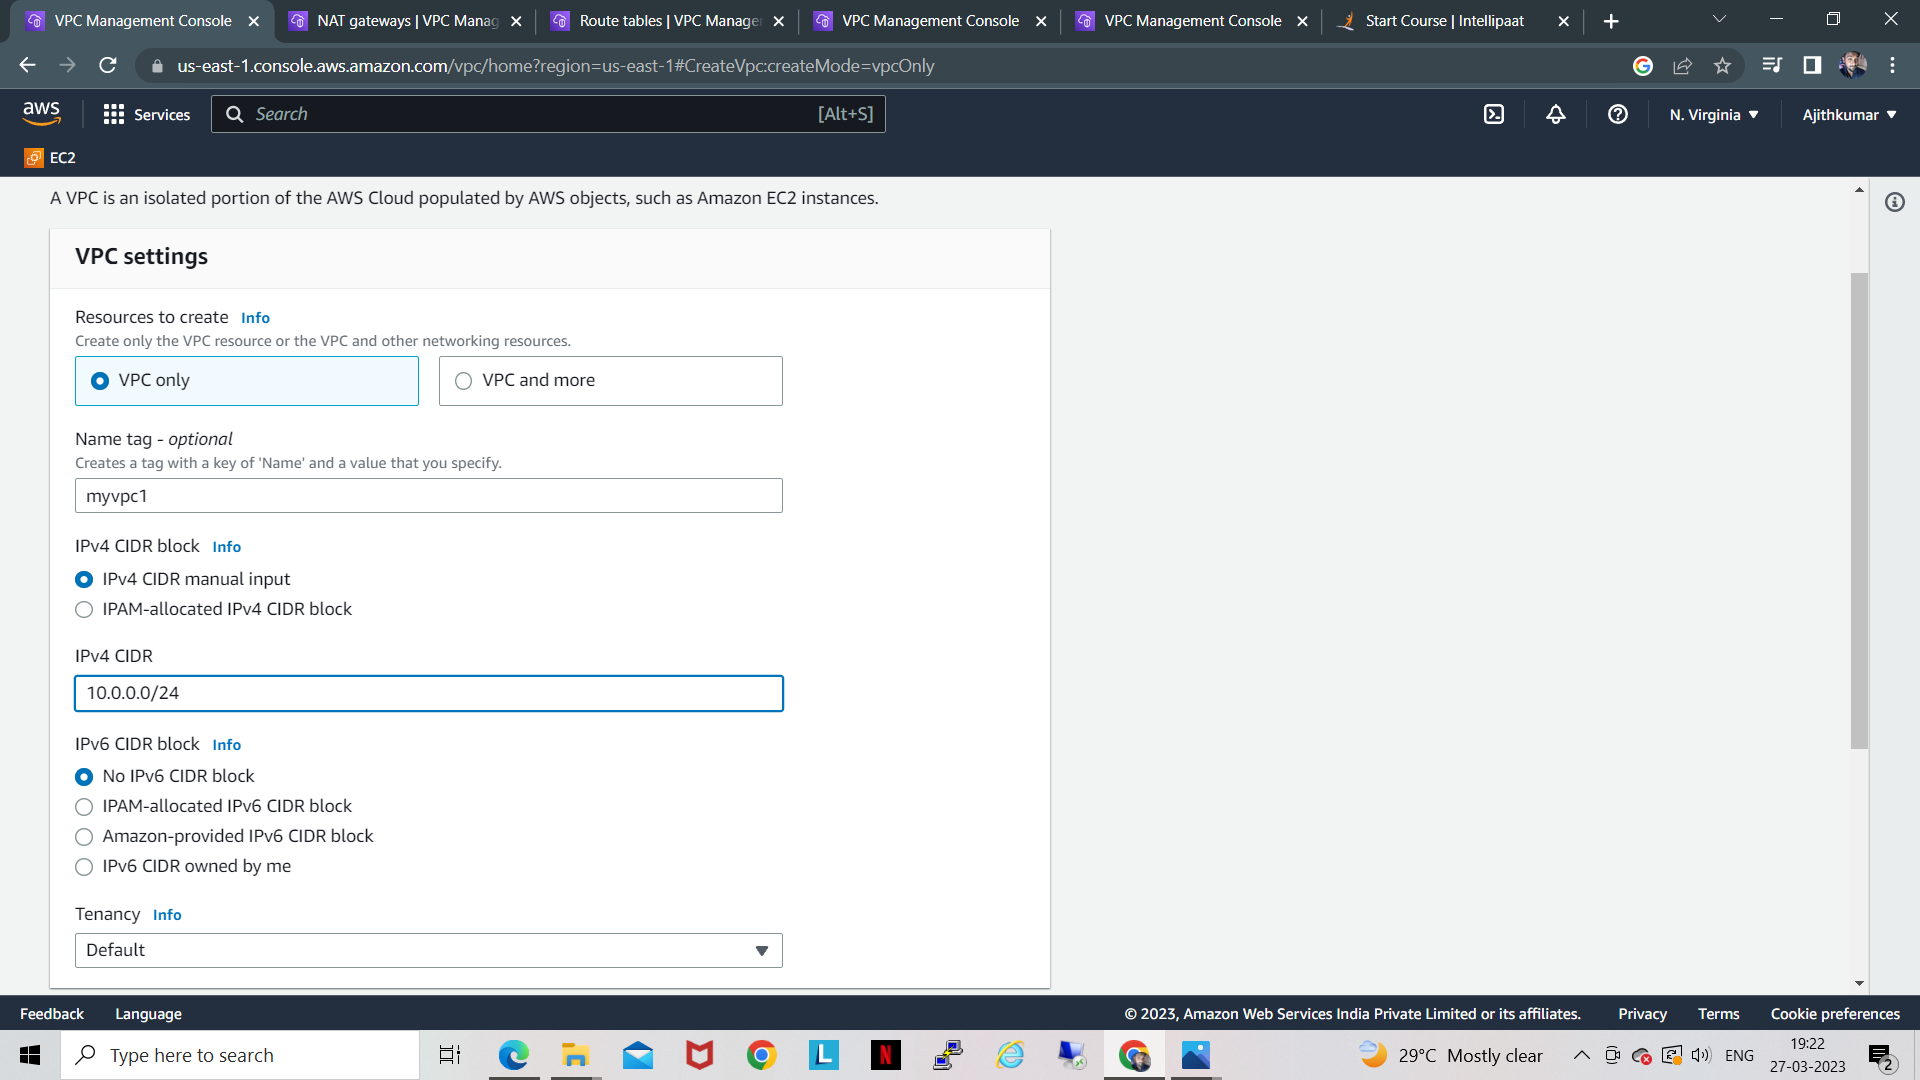 VPC Management Console
NAT gateways | VPC Manag
Route tables | VPC Manage
VPC Management Console
VPC Management Console
Start Course | Intellipaat
us-east-1.console.aws.amazon.com/vpc/home?region=us-east-1#CreateVpc:createMode=vpcOnly
aws
Services
Search
[Alt+S]
N. Virginia
Ajithkumar
EC2
A VPC is an isolated portion of the AWS Cloud populated by AWS objects, such as Amazon EC2 instances.
VPC settings
Resources to create Info
Create only the VPC resource or the VPC and other networking resources.
VPC only
VPC and more
Name tag - optional
Creates a tag with a key of 'Name' and a value that you specify.
myvpc1
IPv4 CIDR block Info
IPv4 CIDR manual input
IPAM-allocated IPv4 CIDR block
IPv4 CIDR
10.0.0.0/24
IPv6 CIDR block Info
No IPv6 CIDR block
IPAM-allocated IPv6 CIDR block
Amazon-provided IPv6 CIDR block
IPv6 CIDR owned by me
Tenancy Info
Default
Feedback
Language
© 2023, Amazon Web Services India Private Limited or its affiliates.
Privacy
Terms
Cookie preferences
Type here to search
L
N
29°C Mostly clear
ENG
19:22
27-03-2023
2